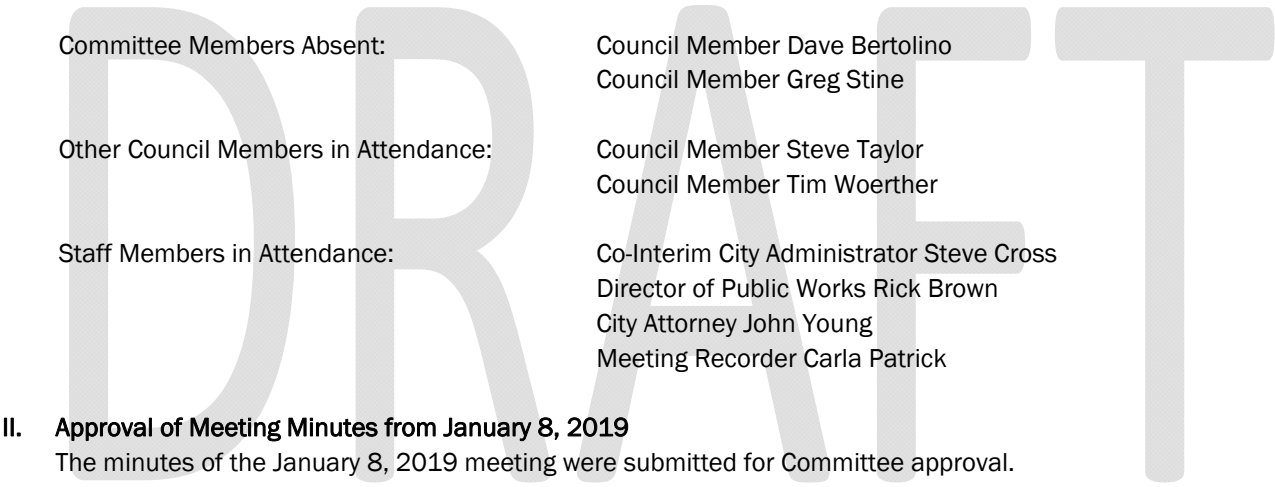 DRAFT
Committee Members Absent: Council Member Dave Bertolino
Council Member Greg Stine
Other Council Members in Attendance: Council Member Steve Taylor
Council Member Tim Woerther
Staff Members in Attendance: Co-Interim City Administrator Steve Cross
Director of Public Works Rick Brown
City Attorney John Young
Meeting Recorder Carla Patrick
II. Approval of Meeting Minutes from January 8, 2019
The minutes of the January 8, 2019 meeting were submitted for Committee approval.